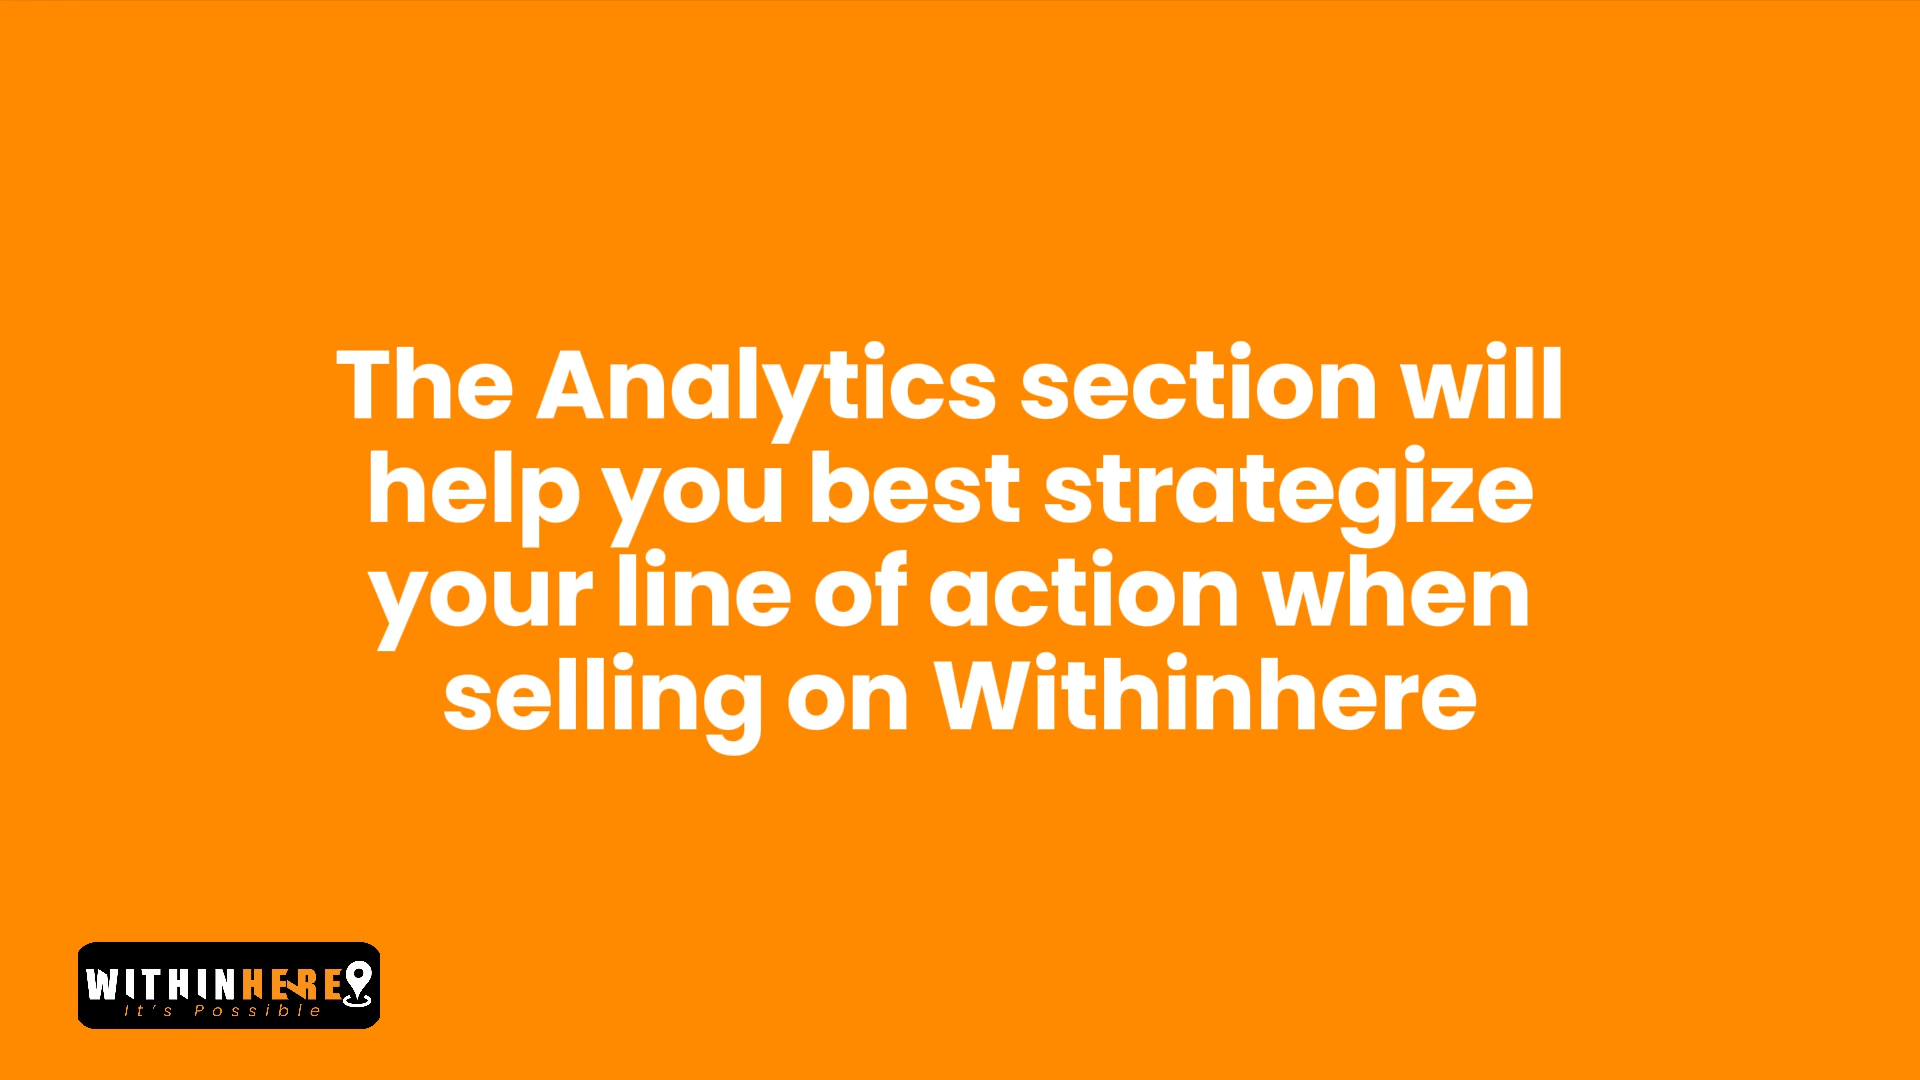 The Analytics section will
help you best strategize
your line of action when
selling on Withinhere
WITHINHERE
It's Possible